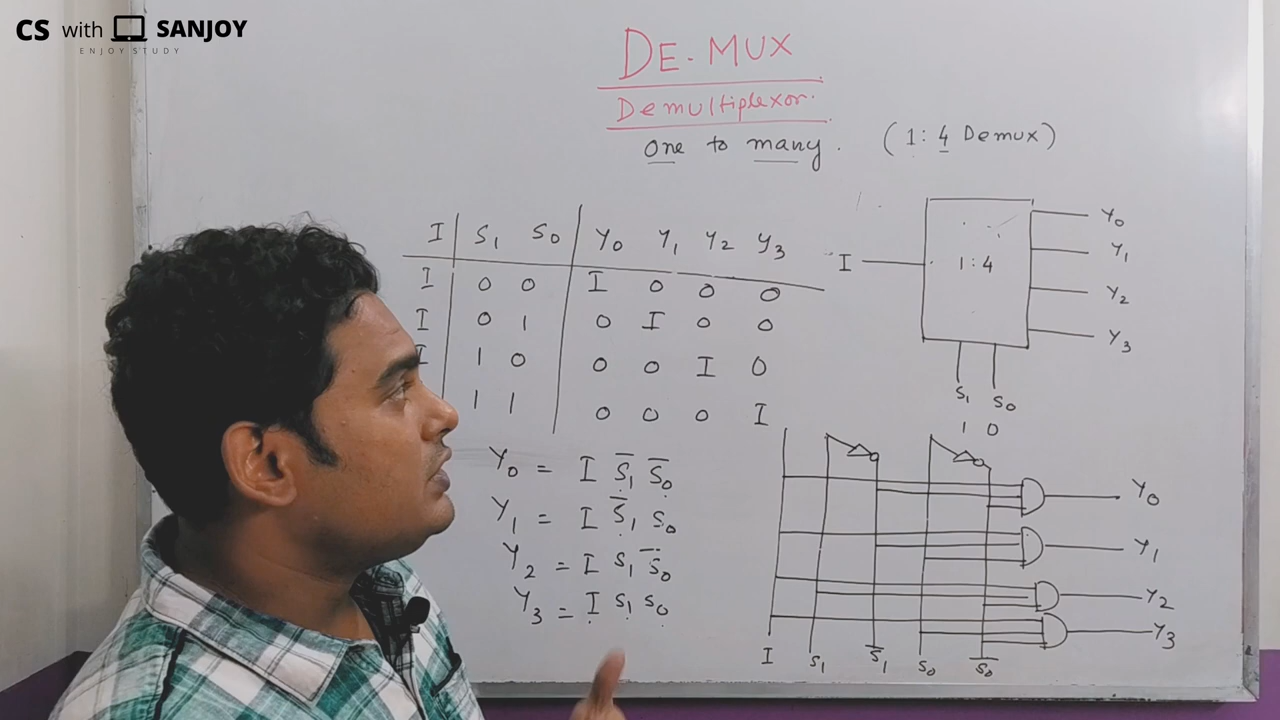 CS with SANJOY
ENJOY STUDY
DE-MUX
Demultiplexor.
one to many.
(1:4 Demux)
I S₁ S₀ Y₀ Y₁ Y₂ Y₃
I 0 0 I 0 0 0
I 0 1 0 I 0 0
I 1 0 0 0 I 0
1 1 0 0 0 I
I 1:4 Y₀
Y₁
Y₂
Y₃
S₁ S₀
1 0
Y₀ = I S̅₁ S̅₀
Y₁ = I S̅₁ S₀
Y₂ = I S₁ S̅₀
Y₃ = I S₁ S₀
Y₀
Y₁
Y₂
Y₃
I S₁ S̅₁ S₀ S̅₀